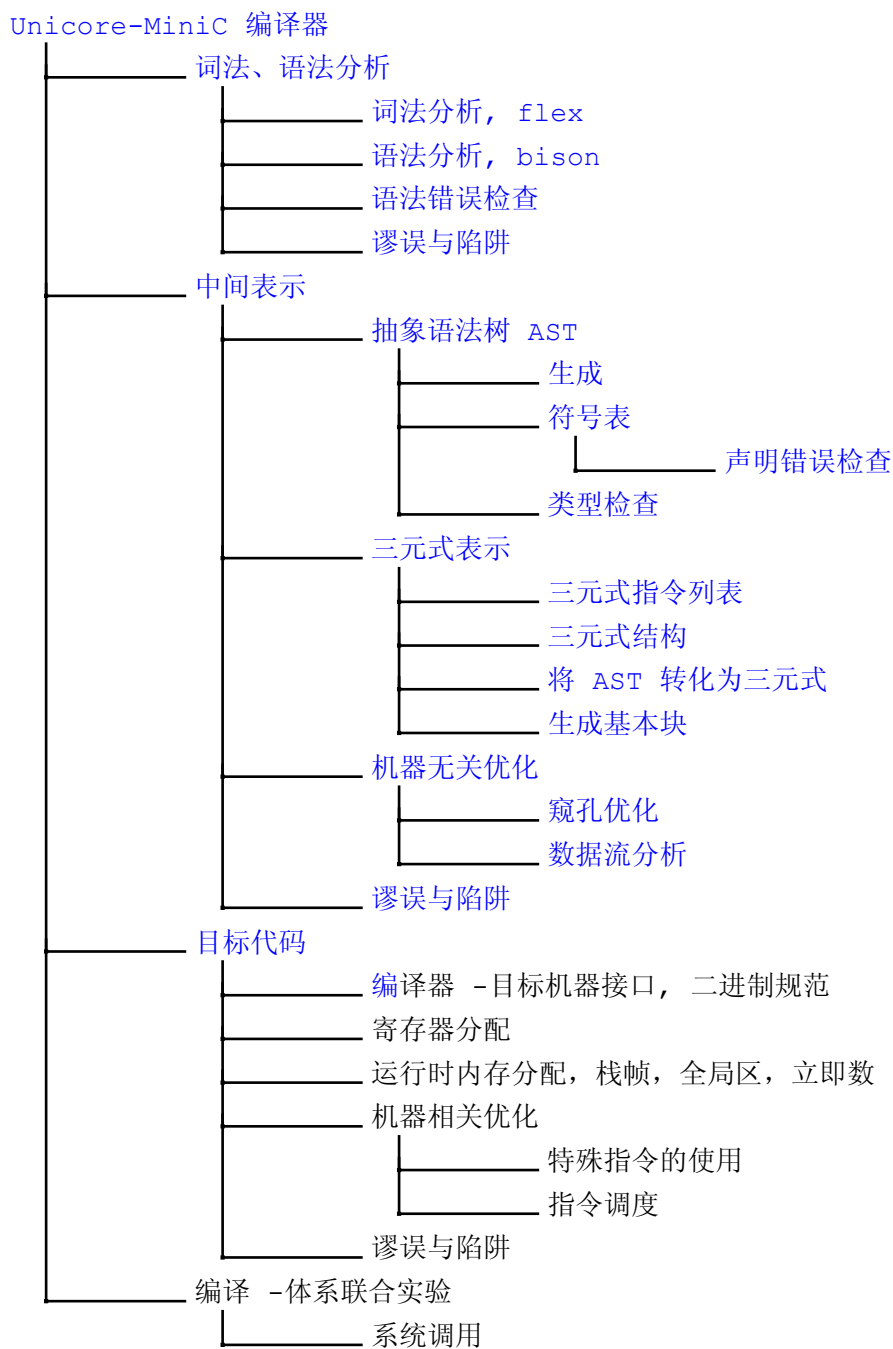 Unicore-MiniC 编译器
词法、语法分析
词法分析, flex
语法分析, bison
语法错误检查
谬误与陷阱
中间表示
抽象语法树 AST
生成
符号表
声明错误检查
类型检查
三元式表示
三元式指令列表
三元式结构
将 AST 转化为三元式
生成基本块
机器无关优化
窥孔优化
数据流分析
谬误与陷阱
目标代码
编译器 -目标机器接口, 二进制规范
寄存器分配
运行时内存分配，栈帧，全局区，立即数
机器相关优化
特殊指令的使用
指令调度
谬误与陷阱
编译 -体系联合实验
系统调用